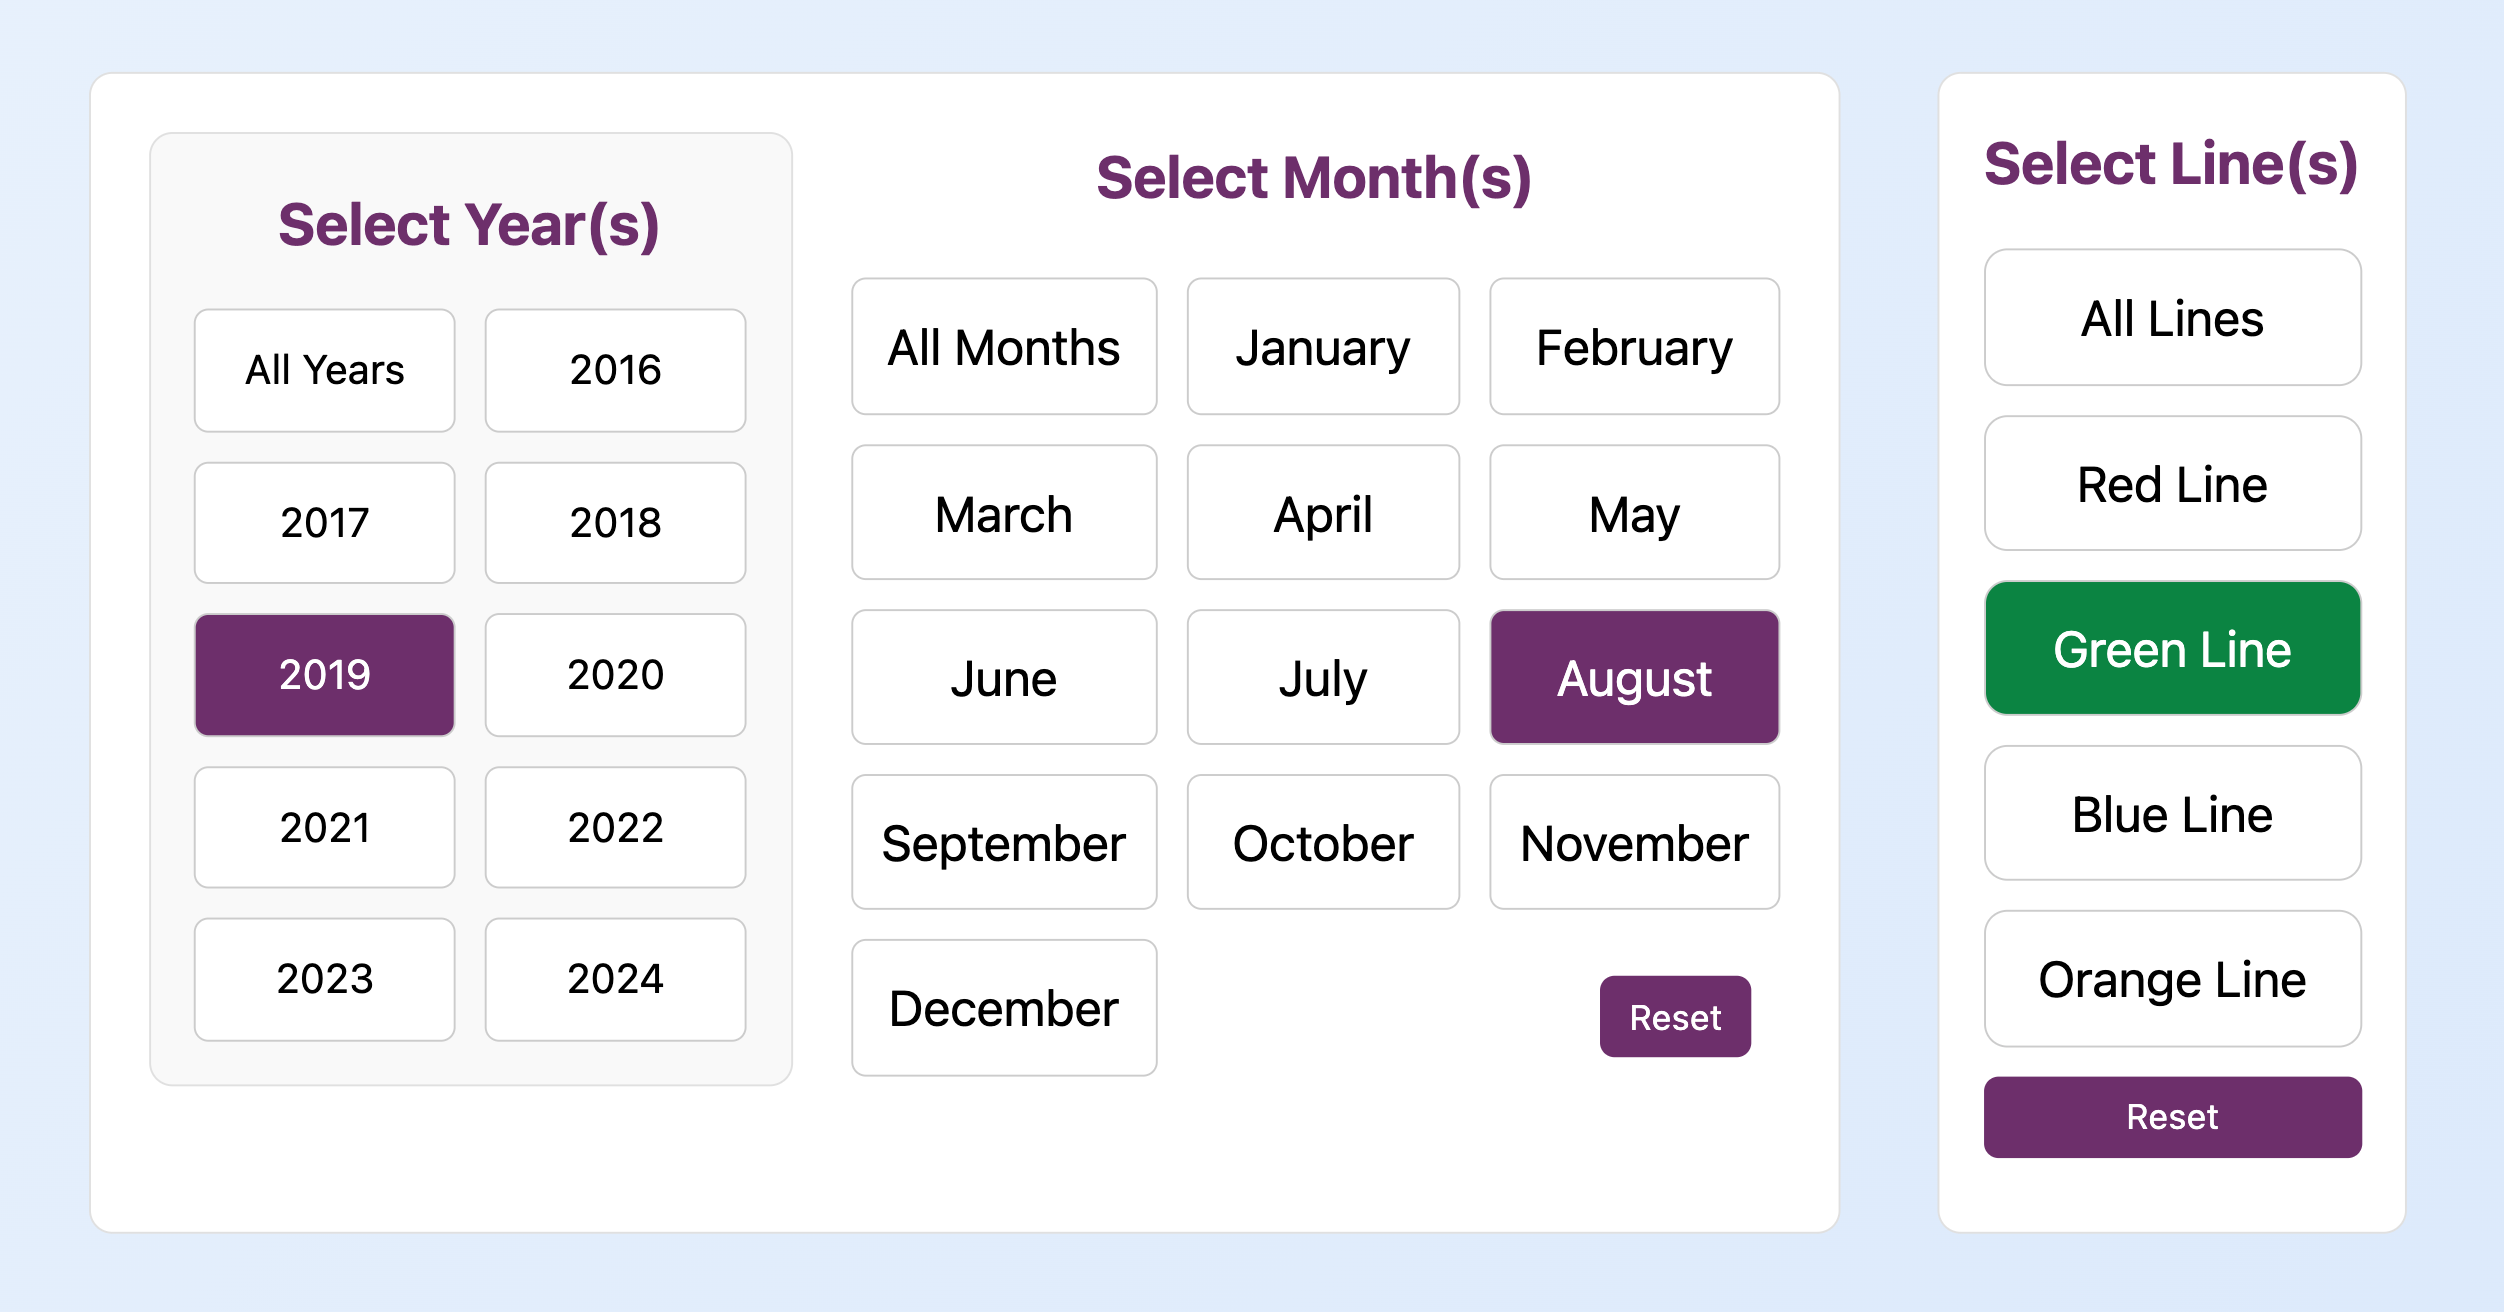 Select Year(s)
All Years
2016
2017
2018
2019
2020
2021
2022
2023
2024
Select Month(s)
All Months
January
February
March
April
May
June
July
August
September
October
November
December
Reset
Select Line(s)
All Lines
Red Line
Green Line
Blue Line
Orange Line
Reset